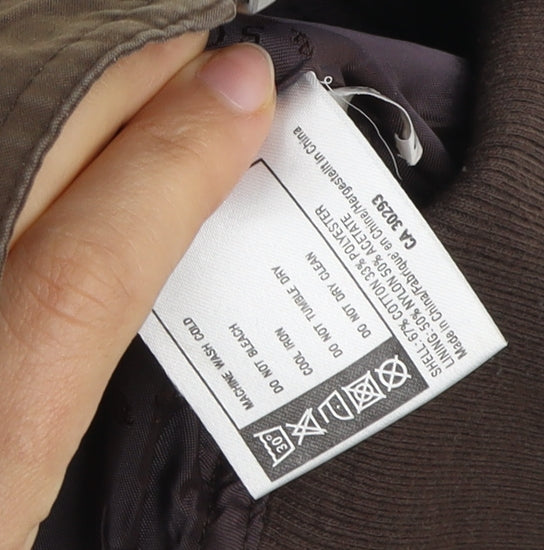 CA 30293
SHELL: 67% COTTON 33% POLYESTER
LINING: 50% NYLON 50% ACETATE
Made in China/Fabriqué en Chine/Hergestellt in China
30°
MACHINE WASH COLD
DO NOT BLEACH
COOL IRON
DO NOT TUMBLE DRY
DO NOT DRY CLEAN